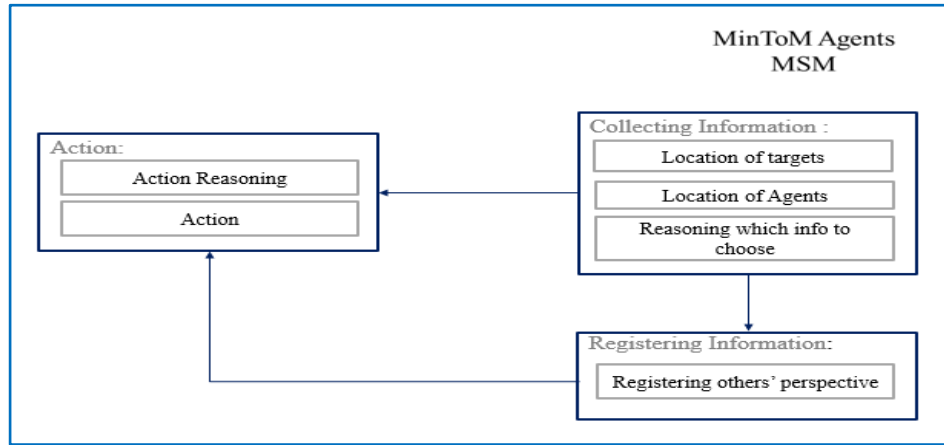 MinToM Agents
MSM
Action:
Action Reasoning
Action
Collecting Information :
Location of targets
Location of Agents
Reasoning which info to
choose
Registering Information:
Registering others’ perspective